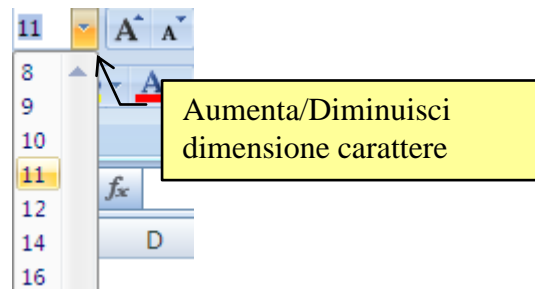 11 A A
8
9 A
10
11
12
14
16
Aumenta/Diminuisci
dimensione carattere
fx
D